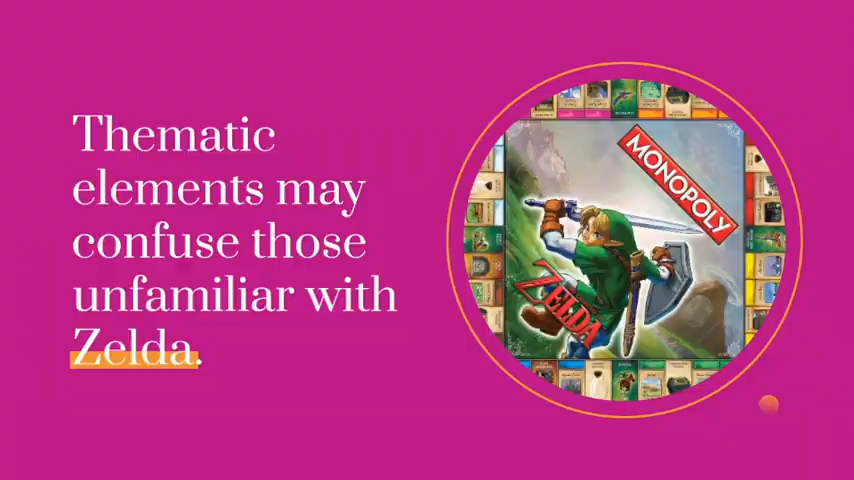 Thematic
elements may
confuse those
unfamiliar with
Zelda.
MONOPOLY
ZELDA